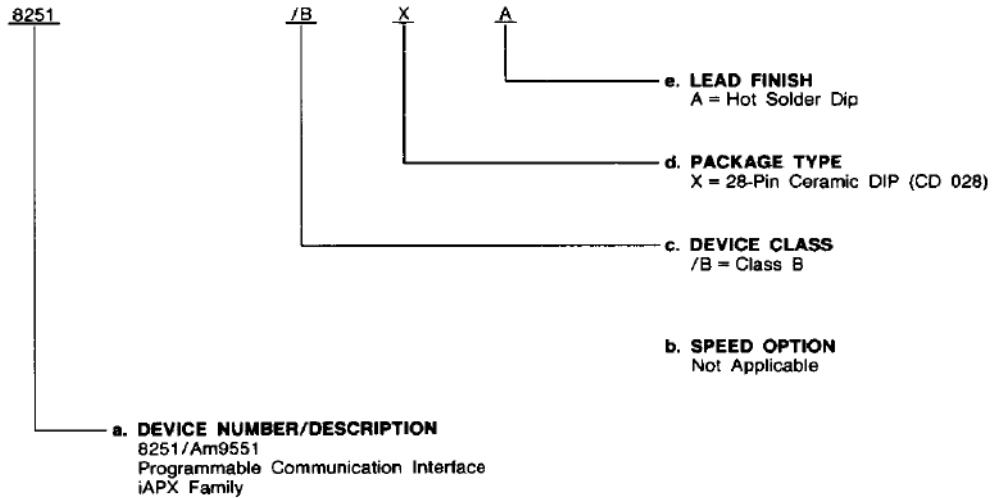 8251 /B X A
e. LEAD FINISH
A = Hot Solder Dip
d. PACKAGE TYPE
X = 28-Pin Ceramic DIP (CD 028)
c. DEVICE CLASS
/B = Class B
b. SPEED OPTION
Not Applicable
a. DEVICE NUMBER/DESCRIPTION
8251/Am9551
Programmable Communication Interface
iAPX Family